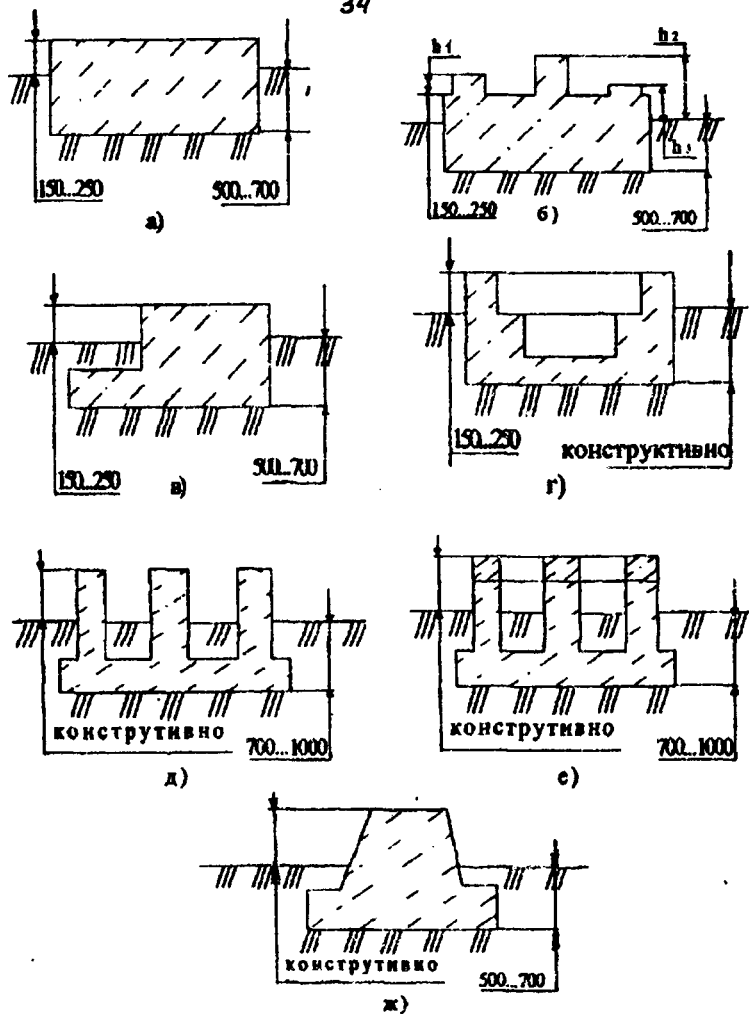 34
h1
h2
h3
150...250
500...700
а)
150...250
б)
500...700
150...250
500...700
в)
150...250
конструктивно
г)
конструтивно
700...1000
д)
конструтивно
700...1000
е)
конструтивно
500...700
ж)